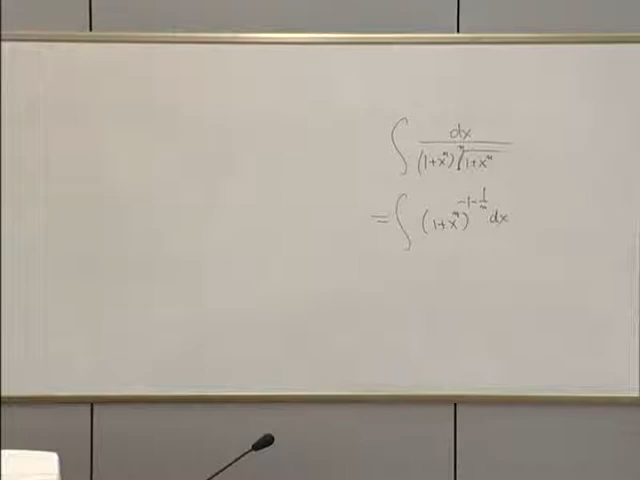 ∫ dx / ((1+xⁿ) ⁿ√(1+xⁿ))
= ∫ (1+xⁿ)^(-1-1/n) dx